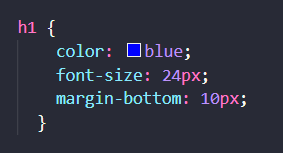 h1 {
color: blue;
font-size: 24px;
margin-bottom: 10px;
}